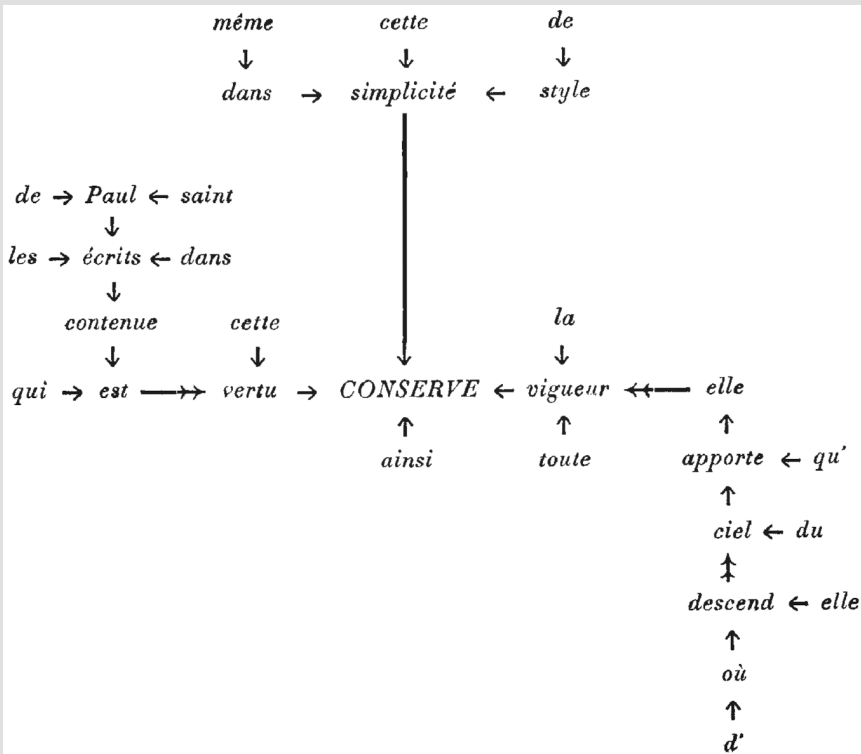 même cette de
dans → simplicité ← style
de → Paul ← saint
les → écrits ← dans
contenue cette la
qui → est vertu → CONSERVE ← vigueur elle
ainsi toute apporte ← qu'
ciel ← du
descend ← elle
où
d'